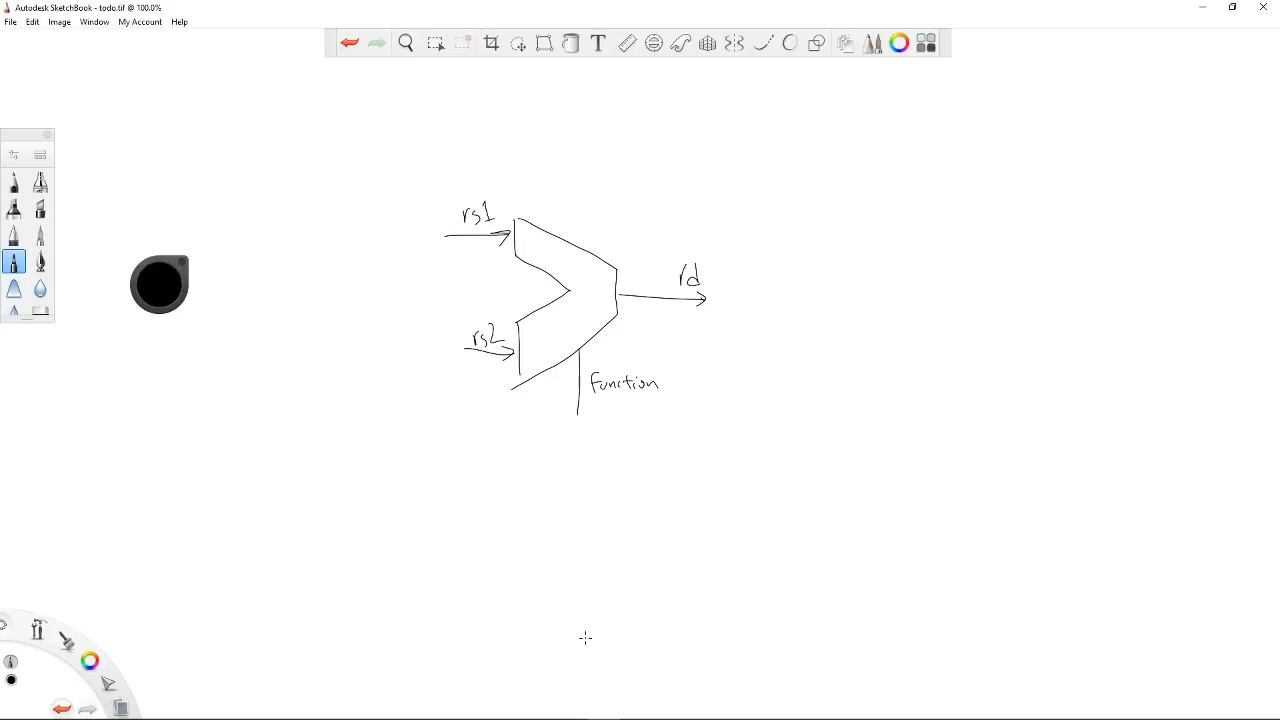 Autodesk SketchBook - todo.tif @ 100.0%
File Edit Image Window My Account Help
rs1
rd
rs2
function